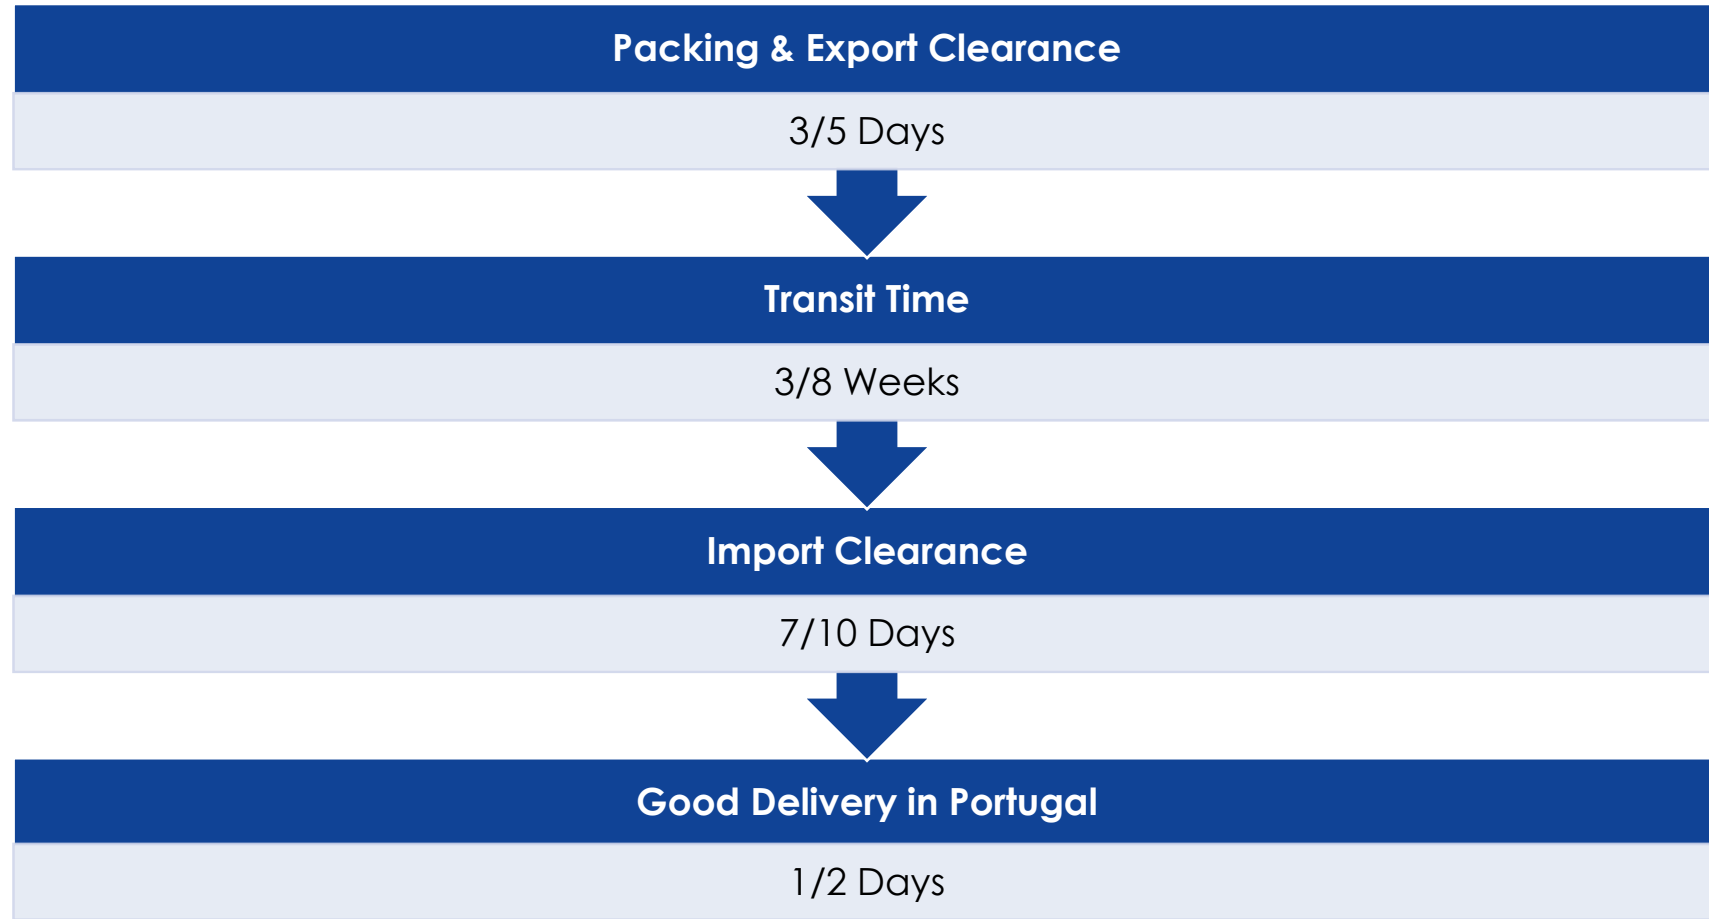 Packing & Export Clearance
3/5 Days
Transit Time
3/8 Weeks
Import Clearance
7/10 Days
Good Delivery in Portugal
1/2 Days